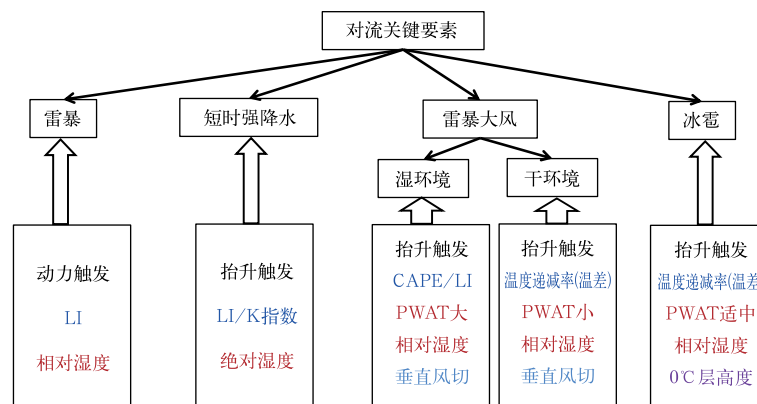 对流关键要素
雷暴
短时强降水
雷暴大风
冰雹
湿环境
干环境
动力触发
LI
相对湿度
抬升触发
LI/K指数
绝对湿度
抬升触发
CAPE/LI
PWAT大
相对湿度
垂直风切
抬升触发
温度递减率(温差)
PWAT小
相对湿度
垂直风切
抬升触发
温度递减率(温差)
PWAT适中
相对湿度
0℃层高度